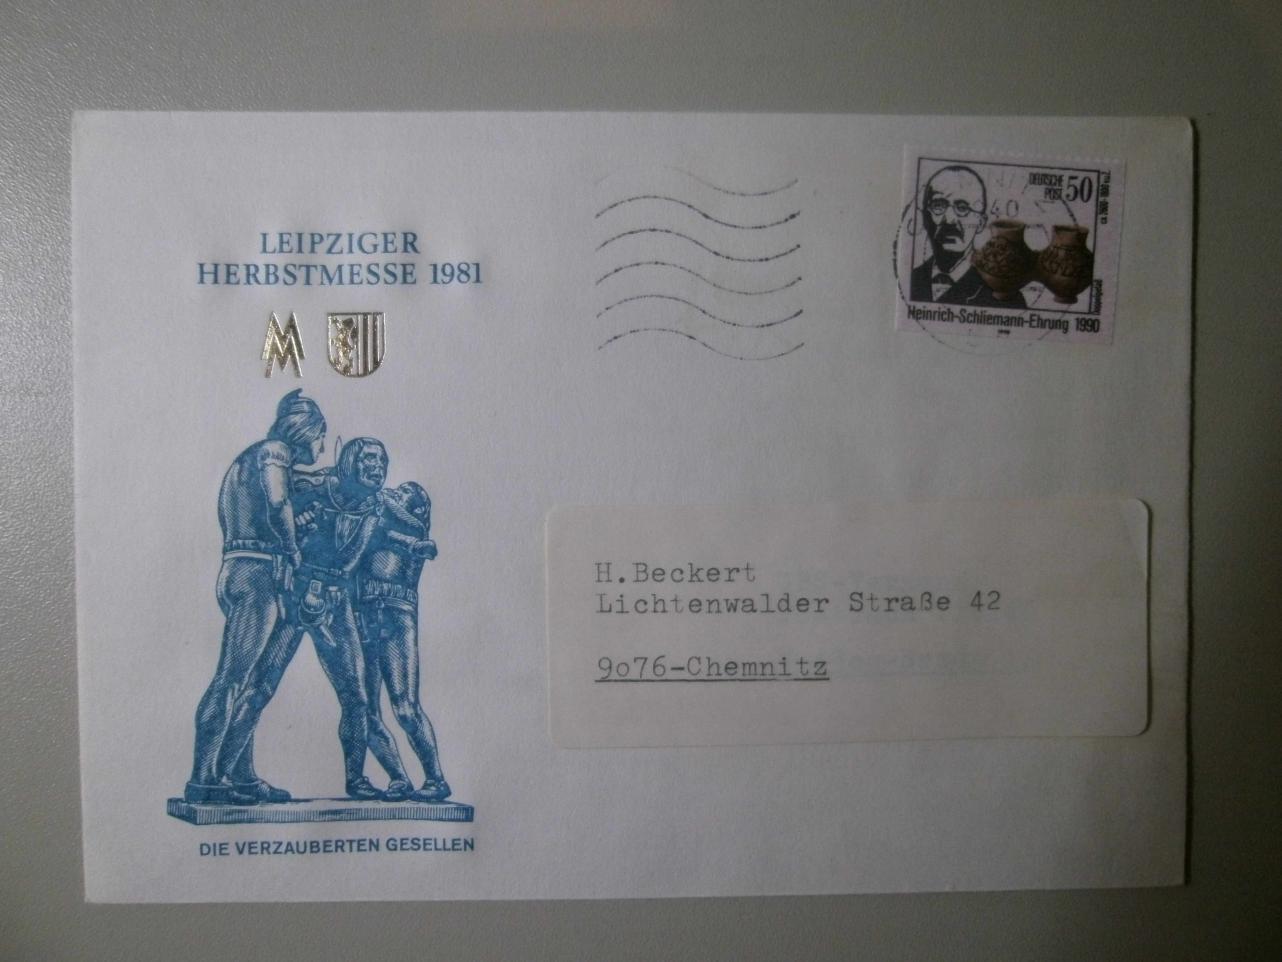 LEIPZIGER
HERBSTMESSE 1981
MM
DIE VERZAUBERTEN GESELLEN
DEUTSCHE
POST 50
Heinrich-Schliemann-Ehrung 1990
H.Beckert
Lichtenwalder Straße 42
9o76-Chemnitz